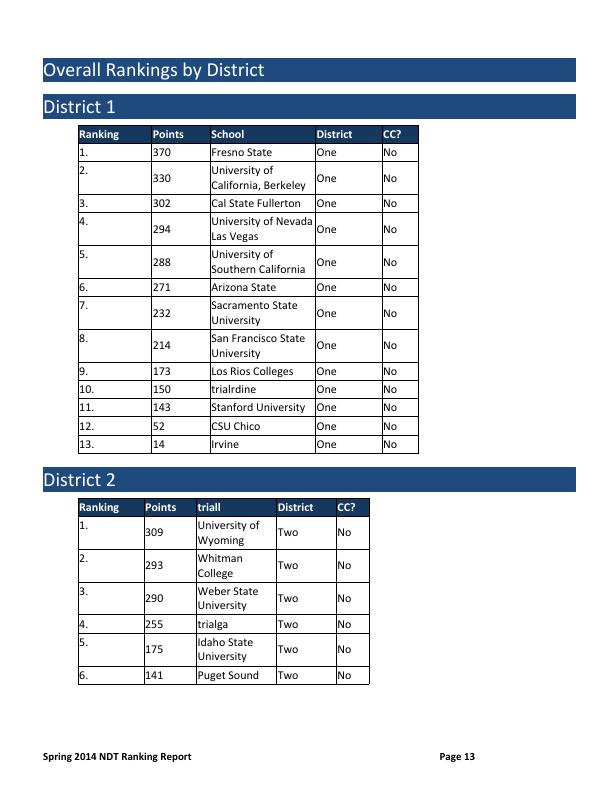 Overall Rankings by District
District 1
Ranking Points School District CC?
1. 370 Fresno State One No
2. 330 University of California, Berkeley One No
3. 302 Cal State Fullerton One No
4. 294 University of Nevada Las Vegas One No
5. 288 University of Southern California One No
6. 271 Arizona State One No
7. 232 Sacramento State University One No
8. 214 San Francisco State University One No
9. 173 Los Rios Colleges One No
10. 150 trialrdine One No
11. 143 Stanford University One No
12. 52 CSU Chico One No
13. 14 Irvine One No
District 2
Ranking Points triall District CC?
1. 309 University of Wyoming Two No
2. 293 Whitman College Two No
3. 290 Weber State University Two No
4. 255 trialga Two No
5. 175 Idaho State University Two No
6. 141 Puget Sound Two No
Spring 2014 NDT Ranking Report Page 13